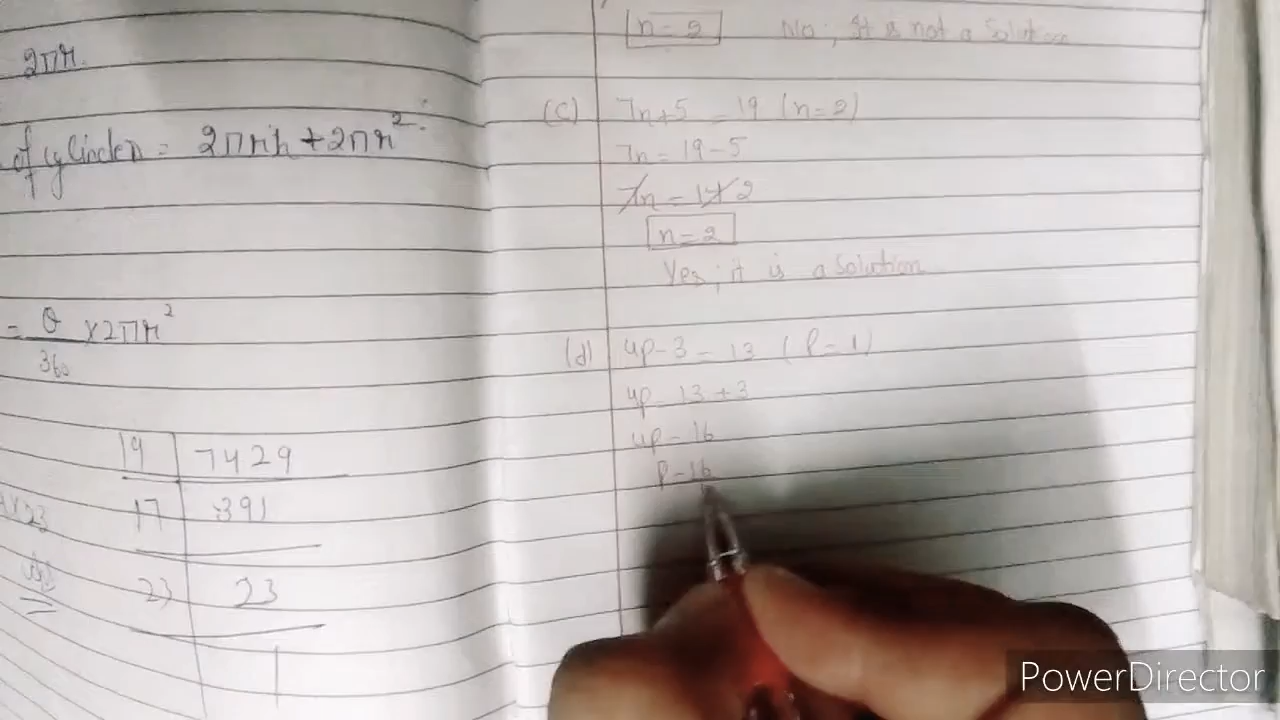 2πr.
of cylinder = 2πrh + 2πr².
= θ/360 × 2πr²
19 | 7429
17 | 391
23 | 23
1
n = 2 No ; It is not a Solution
(c) 7n+5 = 19 (n=2)
7n = 19 - 5
7n = 14 2
n = 2
Yes ; it is a solution
(d) 4p - 3 = 13 (P = 1)
4p = 13 + 3
4p = 16
P = 16
PowerDirector